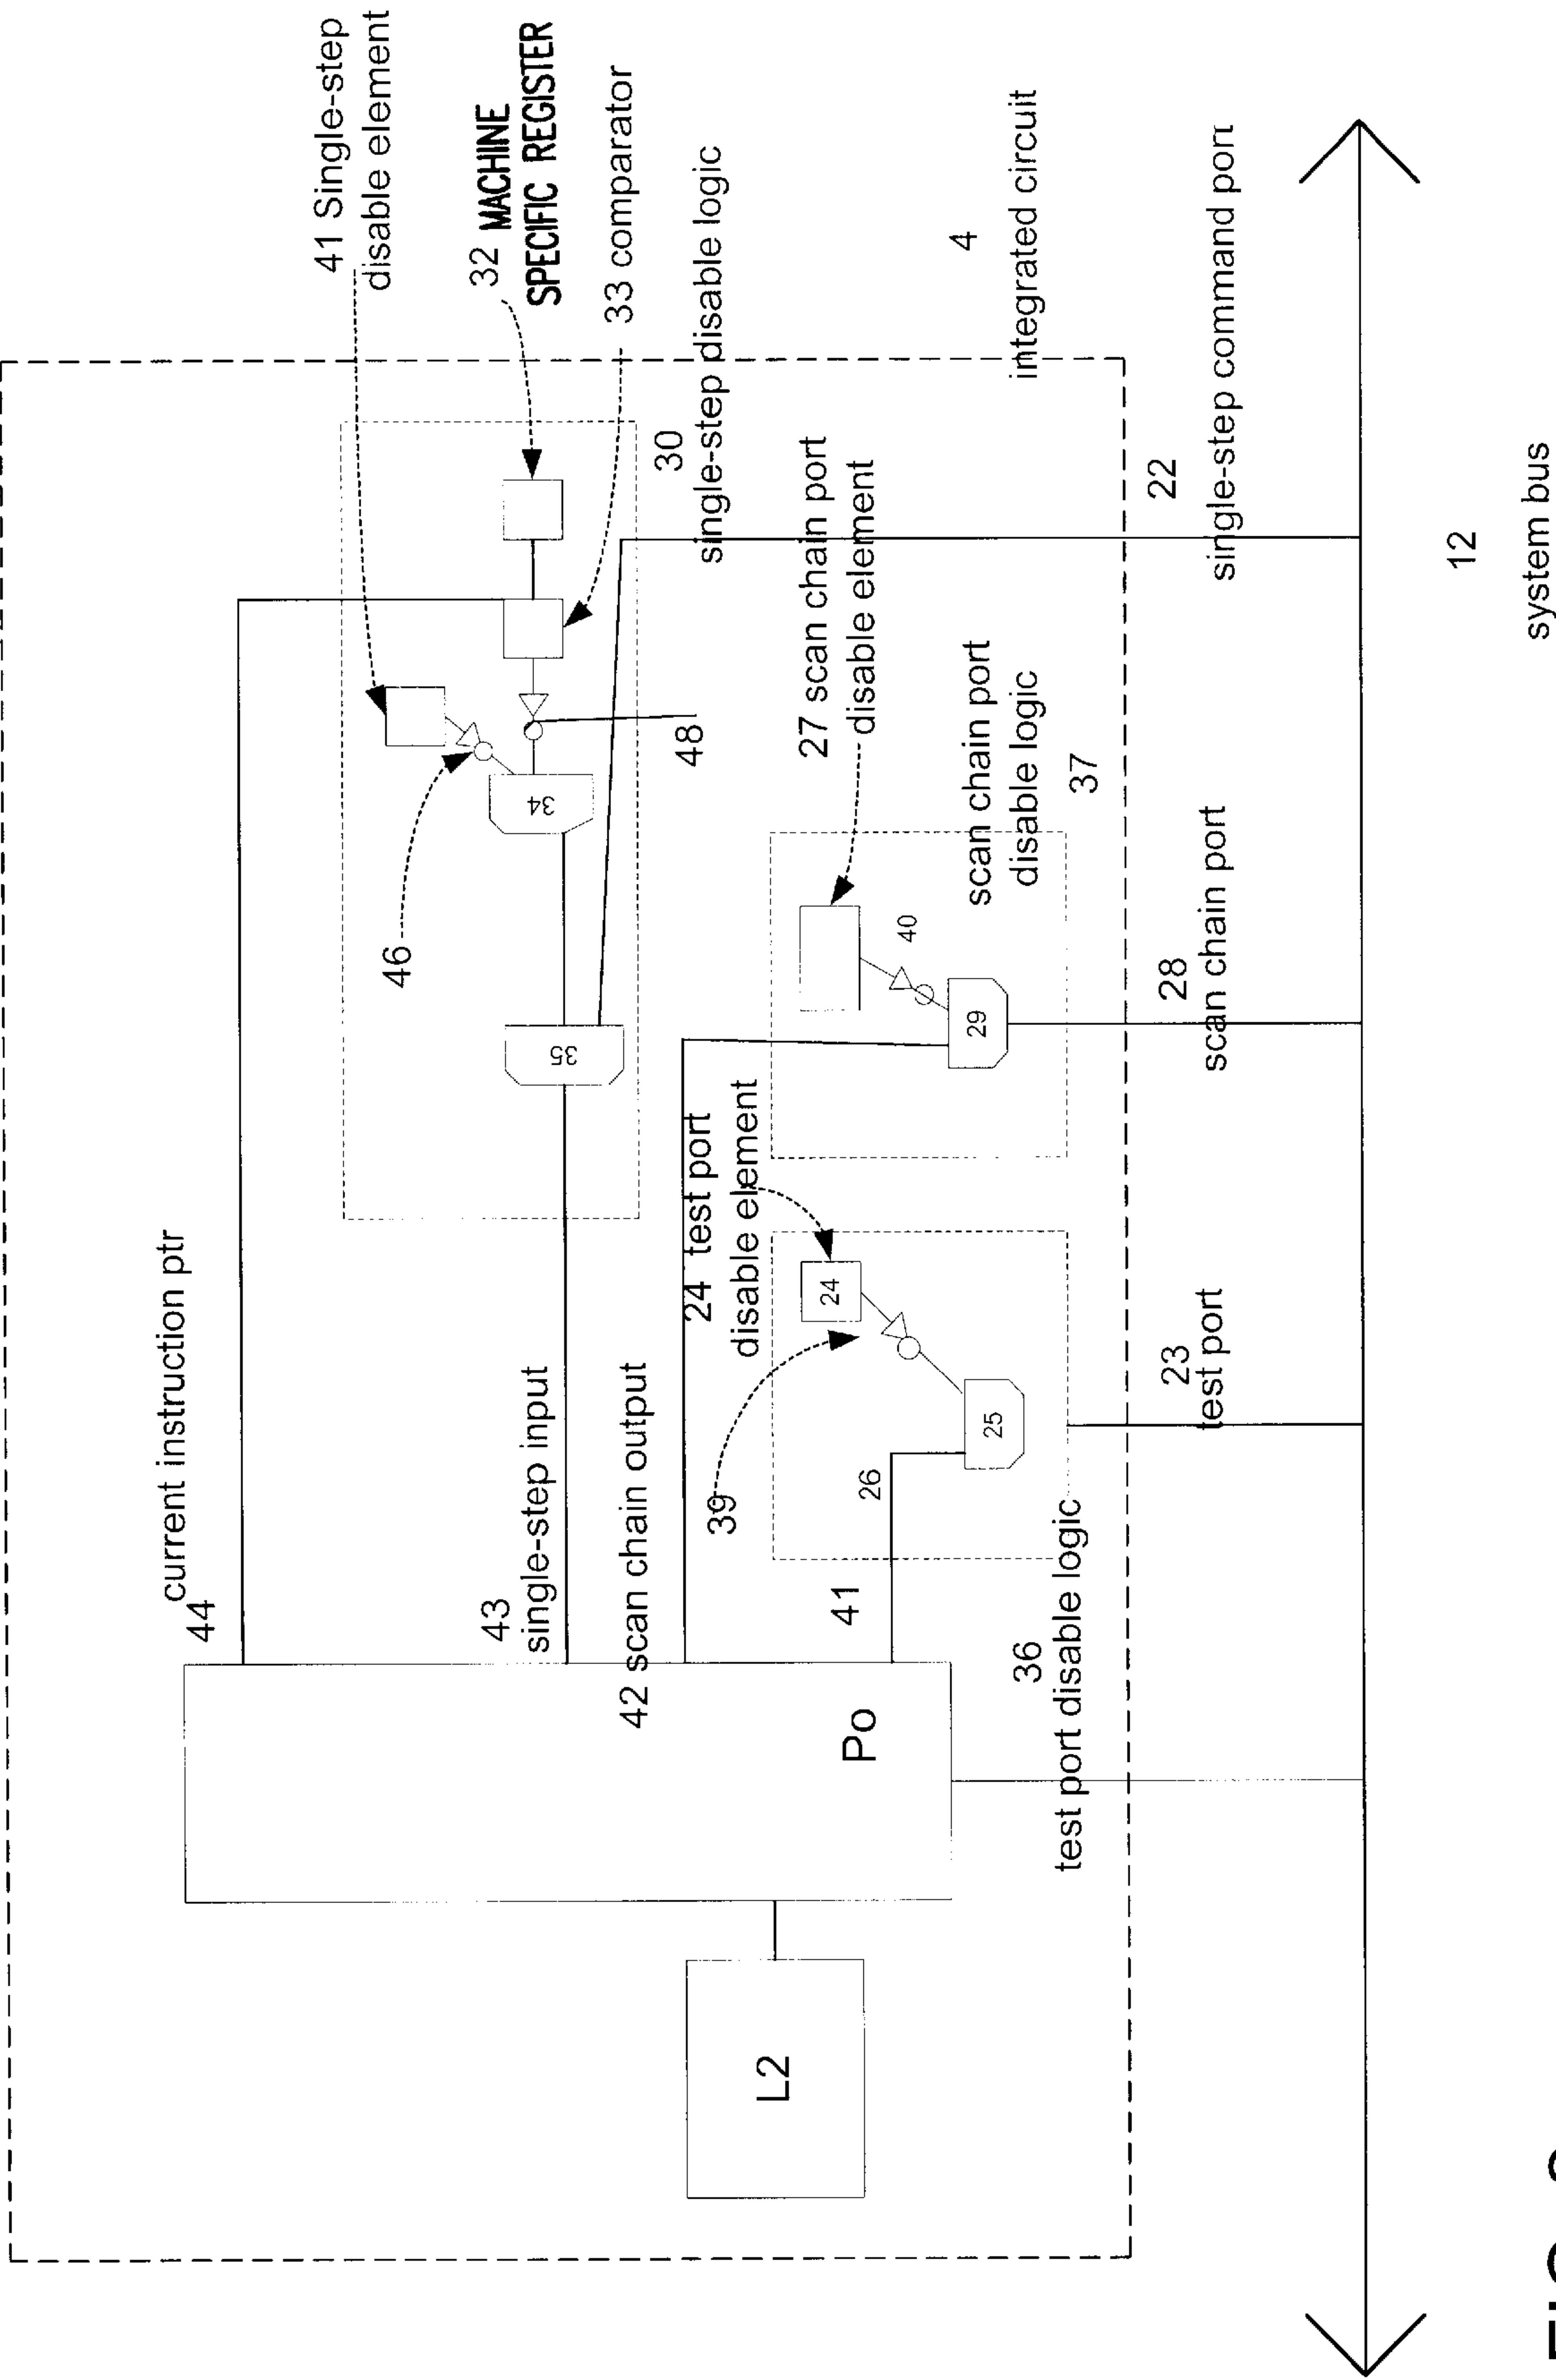 41 Single-step
disable element
32 MACHINE
SPECIFIC REGISTER
33 comparator
30
single-step disable logic
4
integrated circuit
22
single-step command port
12
system bus
48
46
34
35
27 scan chain port
disable element
40
29
scan chain port
disable logic
37
28
scan chain port
24 test port
disable element
24
39
25
26
41
23
test port
36
test port disable logic
44
current instruction ptr
43
single-step input
42 scan chain output
Po
L2